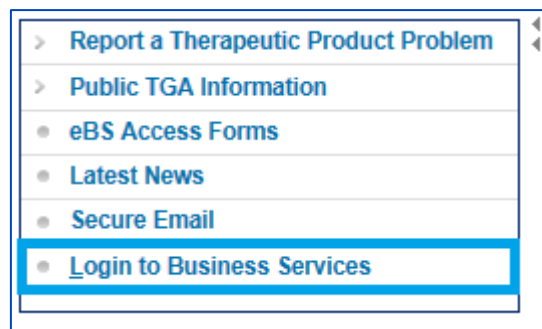 Report a Therapeutic Product Problem
Public TGA Information
eBS Access Forms
Latest News
Secure Email
Login to Business Services